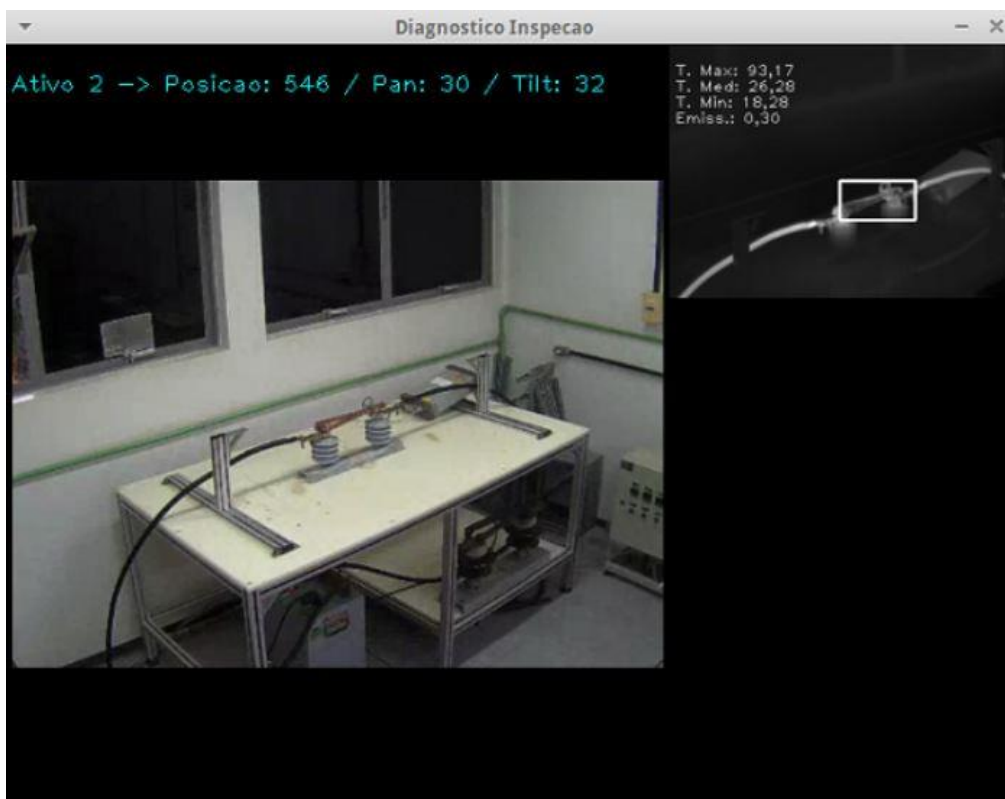 Diagnostico Inspecao
Ativo 2 -> Posicao: 546 / Pan: 30 / Tilt: 32
T. Max: 93,17
T. Med: 26,28
T. Min: 18,28
Emiss.: 0,30